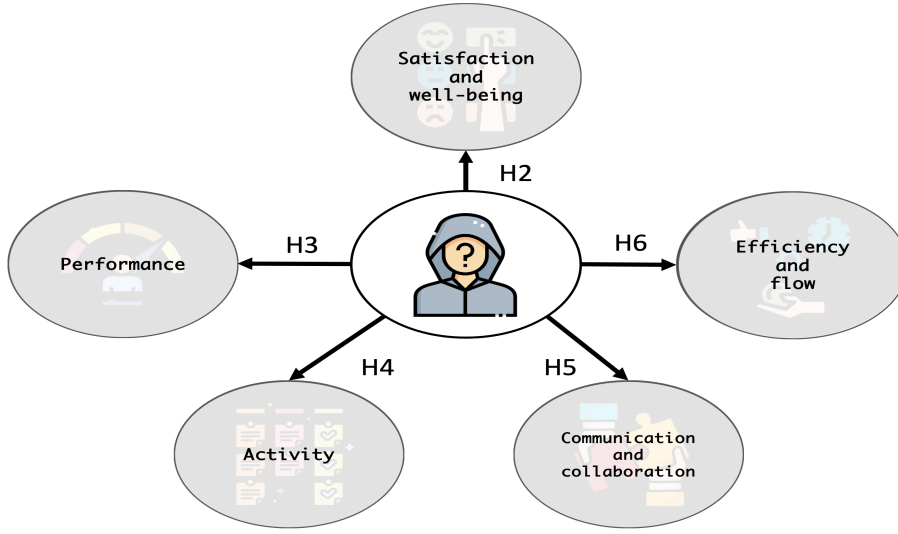 Satisfaction
and
well-being
H2
H3
H6
Performance
?
Efficiency
and
flow
H4
H5
Activity
Communication
and
collaboration